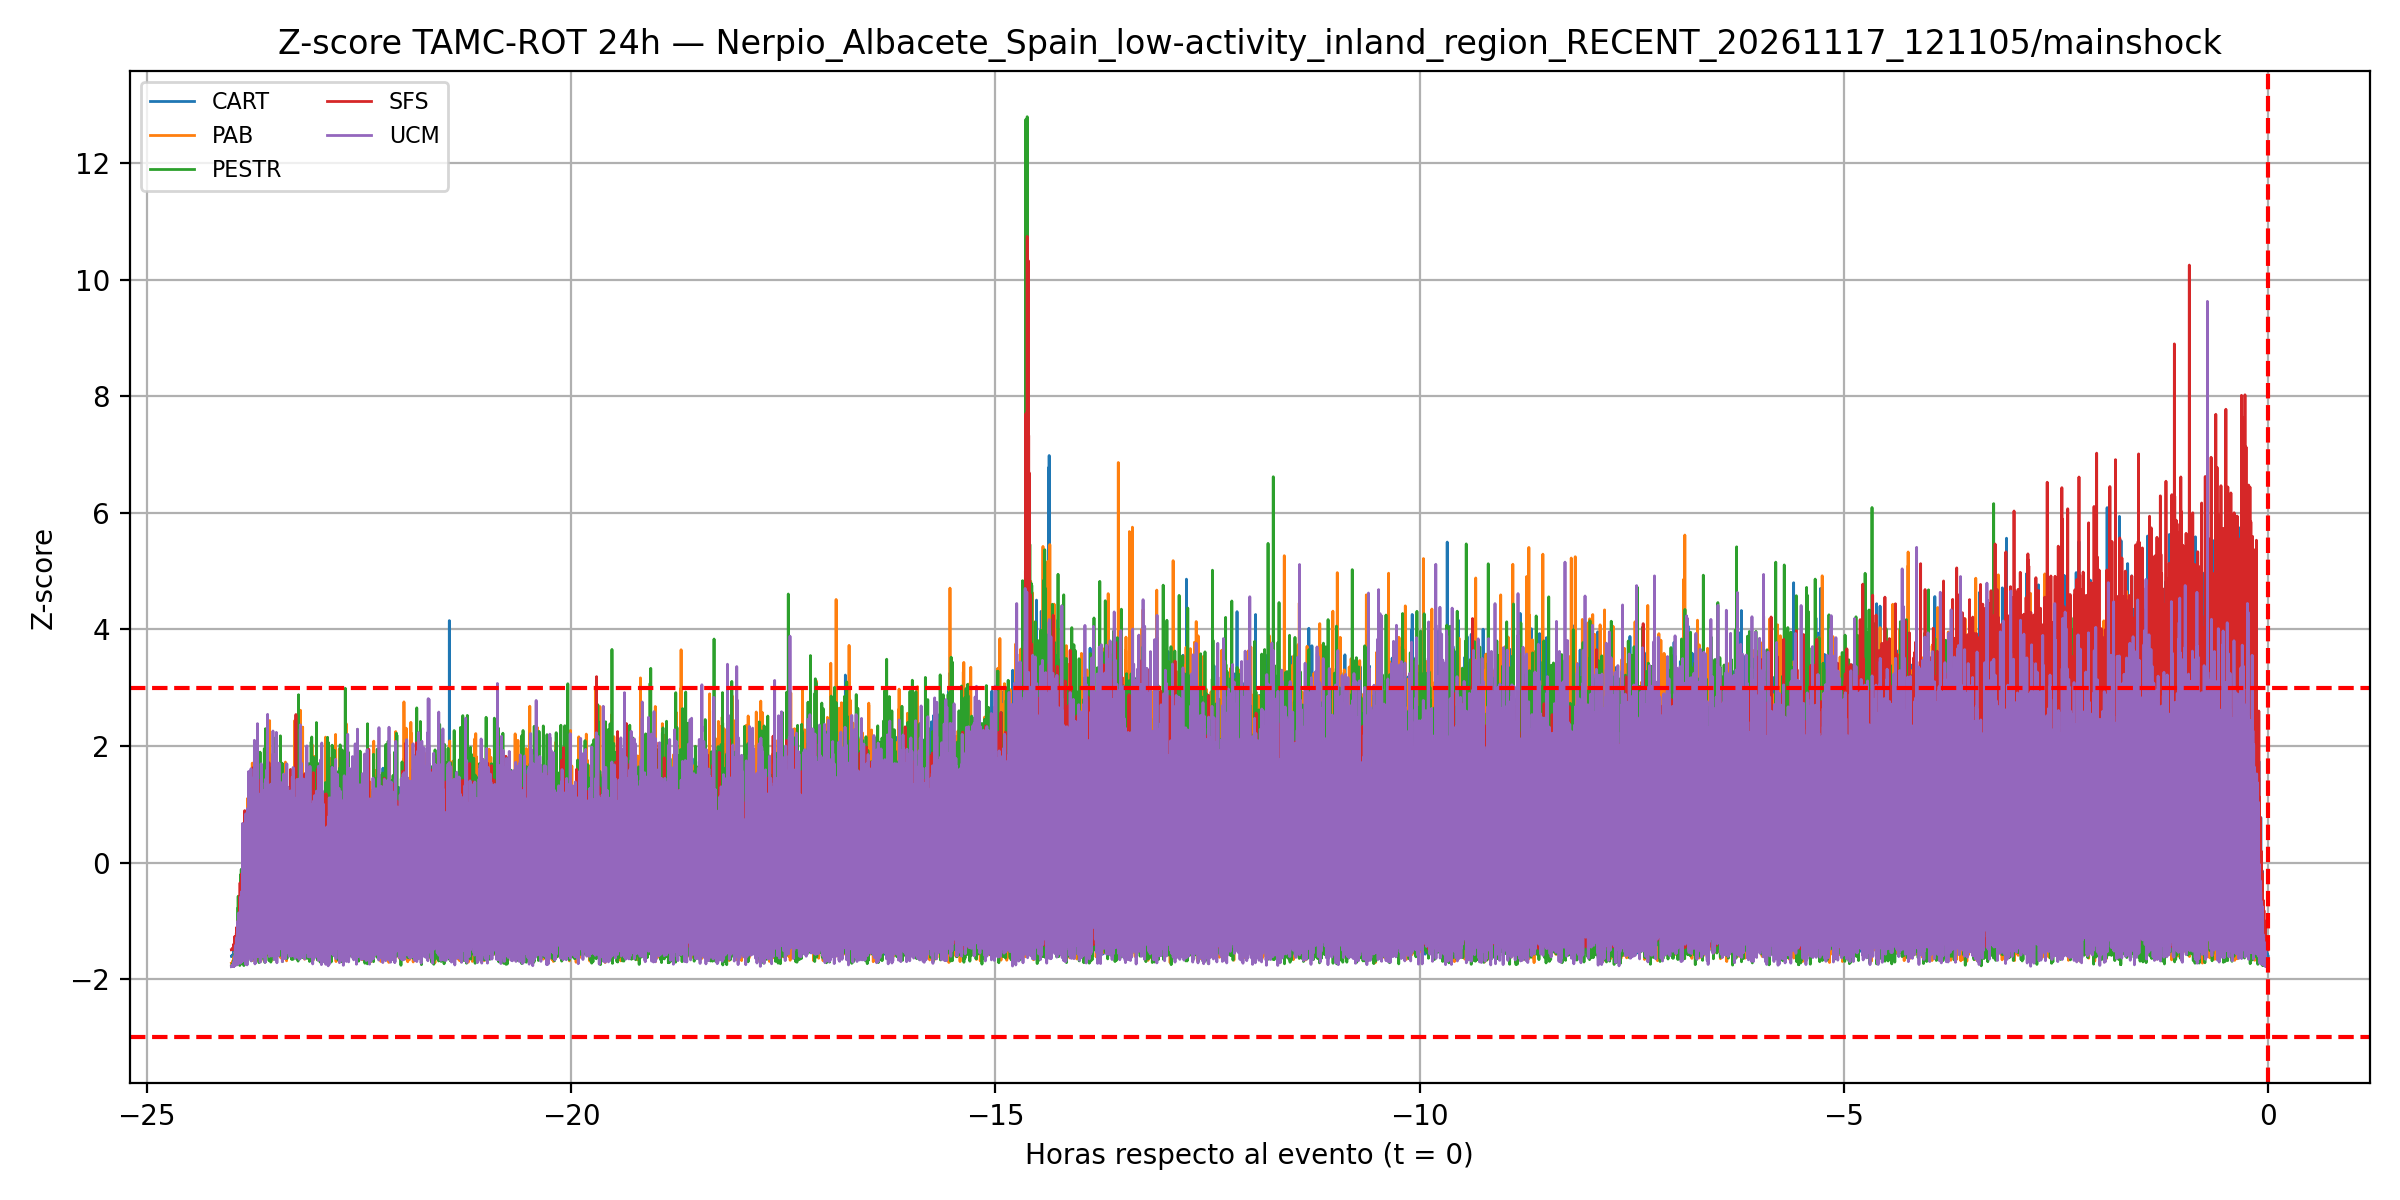 Z-score TAMC-ROT 24h — Nerpio_Albacete_Spain_low-activity_inland_region_RECENT_20261117_121105/mainshock
CART
PAB
PESTR
SFS
UCM
Z-score
12
10
8
6
4
2
0
−2
−25
−20
−15
−10
−5
0
Horas respecto al evento (t = 0)